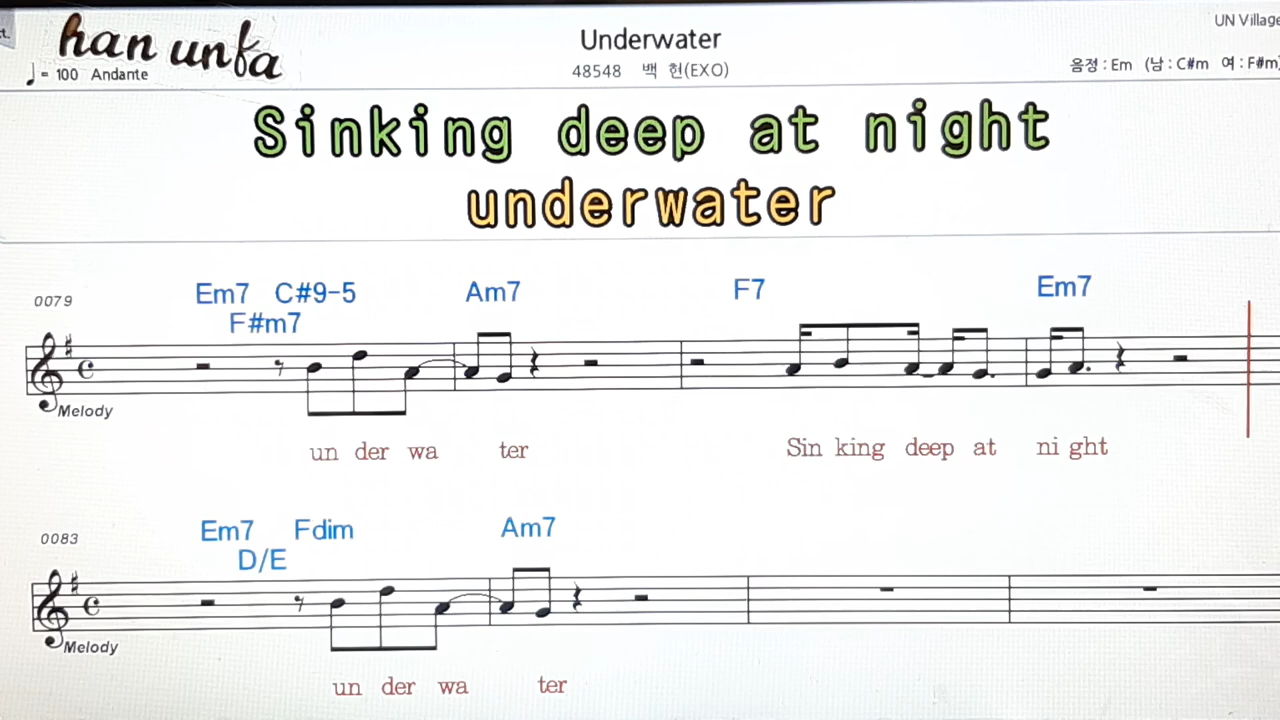 ct.
han unfa
Underwater
UN Village
♩ = 100 Andante
48548 백 현(EXO)
음정 : Em (남 : C#m 여 : F#m)
Sinking deep at night
underwater
0079
Em7 C#9-5 Am7 F7 Em7
F#m7
Melody
un der wa ter Sin king deep at ni ght
0083
Em7 Fdim Am7
D/E
Melody
un der wa ter